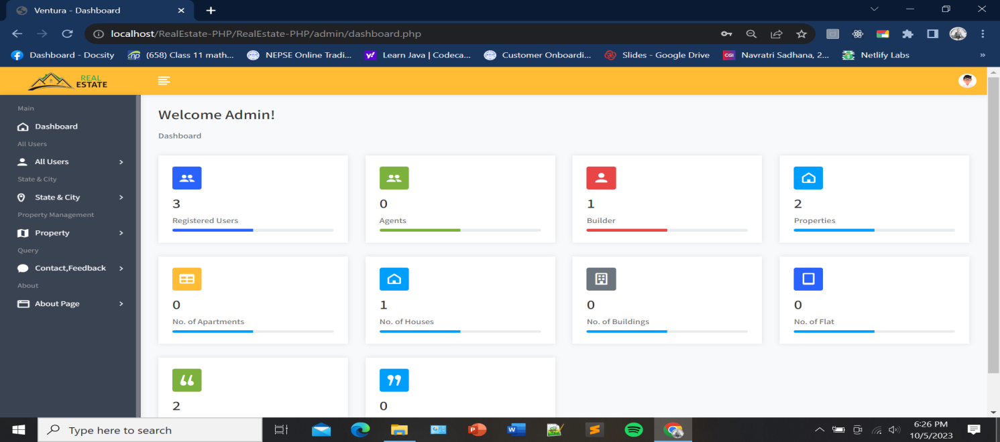 Ventura - Dashboard
localhost/RealEstate-PHP/RealEstate-PHP/admin/dashboard.php
Dashboard - Docsity
(658) Class 11 math...
NEPSE Online Tradi...
Learn Java | Codeca...
Customer Onboardi...
Slides - Google Drive
CGI
Navratri Sadhana, 2...
Netlify Labs
»
REAL
ESTATE
Main
Dashboard
All Users
All Users
State & City
State & City
Property Management
Property
Query
Contact,Feedback
About
About Page
Welcome Admin!
Dashboard
3
Registered Users
0
Agents
1
Builder
2
Properties
0
No. of Apartments
1
No. of Houses
0
No. of Buildings
0
No. of Flat
2
0
Type here to search
6:26 PM
10/5/2023